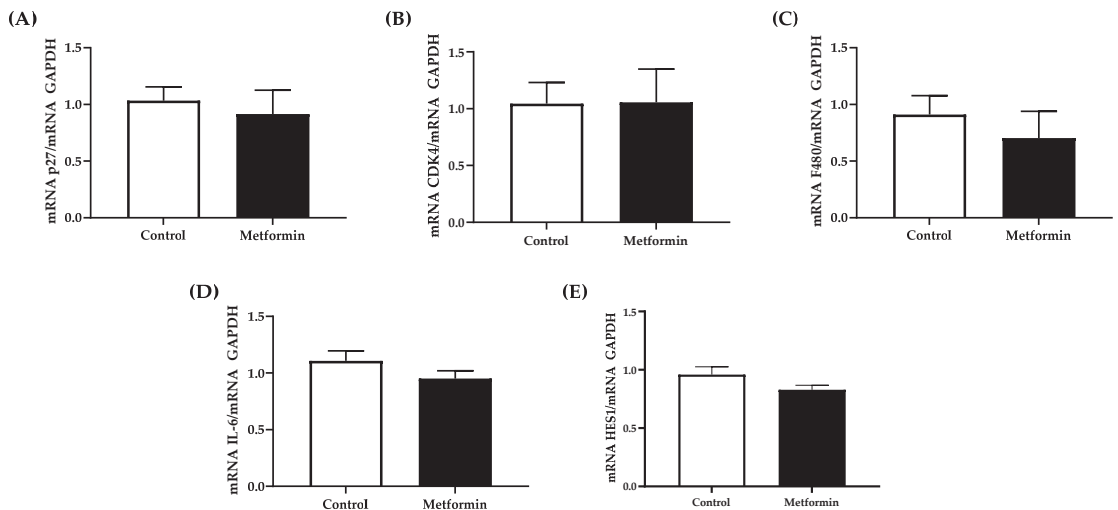 (A)
mRNA p27/mRNA GAPDH
1.5
1.0
0.5
0.0
Control
Metformin
(B)
mRNA CDK4/mRNA GAPDH
1.5
1.0
0.5
0.0
Control
Metformin
(C)
mRNA F480/mRNA GAPDH
1.5
1.0
0.5
0.0
Control
Metformin
(D)
mRNA IL-6/mRNA GAPDH
1.5
1.0
0.5
0.0
Control
Metformin
(E)
mRNA HES1/mRNA GAPDH
1.5
1.0
0.5
0.0
Control
Metformin